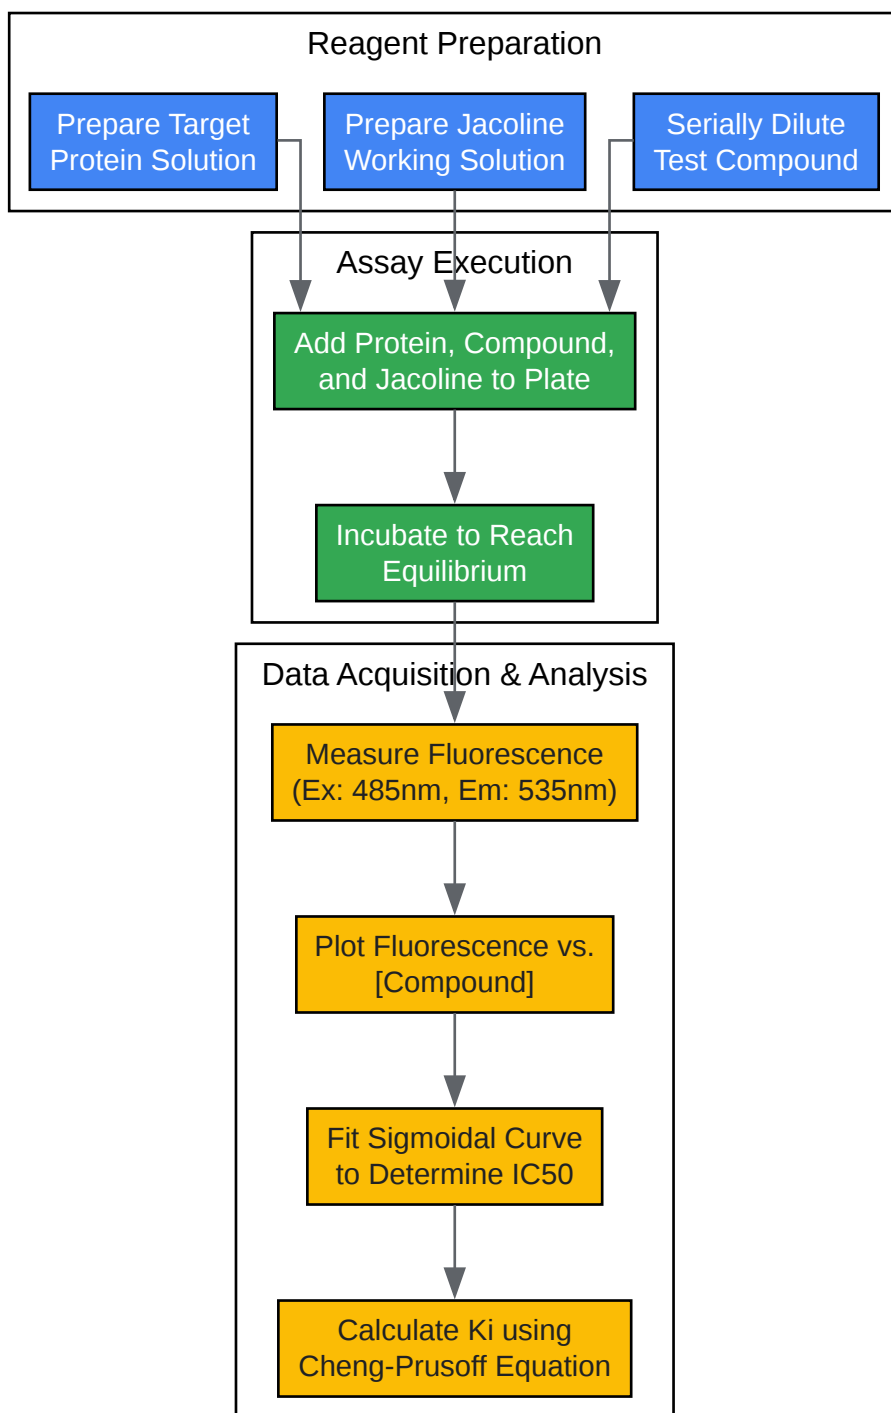 Reagent Preparation
Prepare Target
Protein Solution
Prepare Jacoline
Working Solution
Serially Dilute
Test Compound
Assay Execution
Add Protein, Compound,
and Jacoline to Plate
Incubate to Reach
Equilibrium
Data Acquisition & Analysis
Measure Fluorescence
(Ex: 485nm, Em: 535nm)
Plot Fluorescence vs.
[Compound]
Fit Sigmoidal Curve
to Determine IC50
Calculate Ki using
Cheng-Prusoff Equation